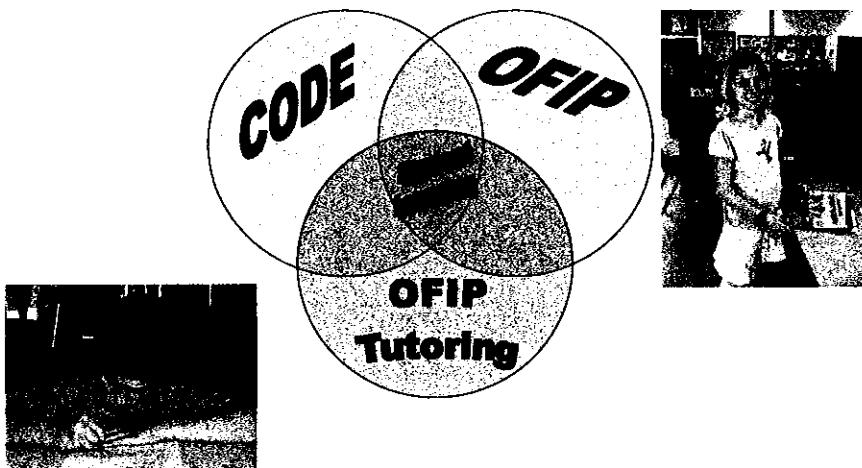 CODE
OFIP
=
OFIP
Tutoring